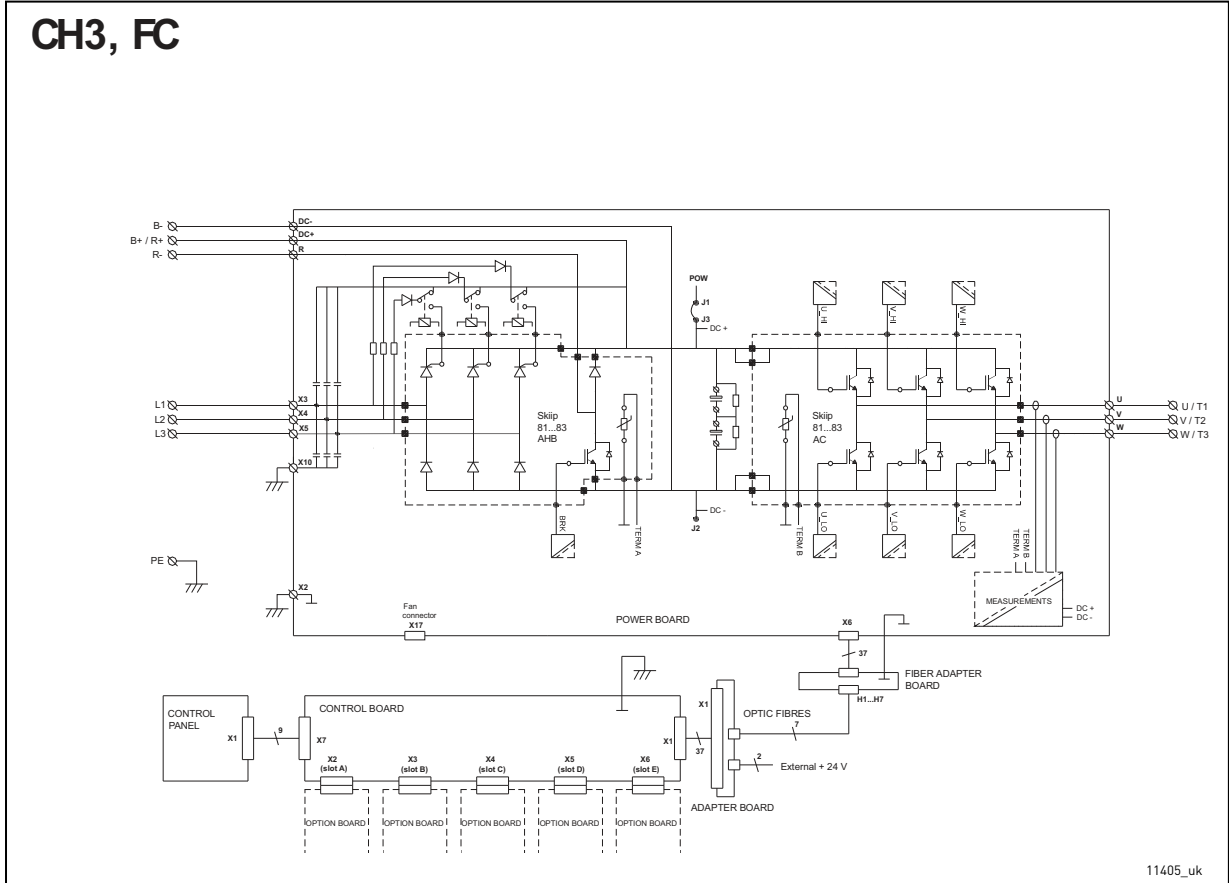 CH3, FC
B-
B+ / R+
R-
DC-
DC+
R
POW
J1
J3
DC +
U_HI
V_HI
W_HI
L1
L2
L3
X3
X4
X5
X10
Skiip
81...83
AHB
Skiip
81...83
AC
U
V
W
U / T1
V / T2
W / T3
BRK
TERM A
DC -
J2
TERM B
U_LO
V_LO
W_LO
TERM A
TERM B
PE
X2
MEASUREMENTS
DC +
DC -
Fan
connector
X17
POWER BOARD
X6
37
FIBER ADAPTER
BOARD
H1...H7
CONTROL
PANEL
X1
9
X7
CONTROL BOARD
X1
37
X1
OPTIC FIBRES
7
2
External + 24 V
X2
(slot A)
X3
(slot B)
X4
(slot C)
X5
(slot D)
X6
(slot E)
ADAPTER BOARD
OPTION BOARD
OPTION BOARD
OPTION BOARD
OPTION BOARD
OPTION BOARD
11405_uk